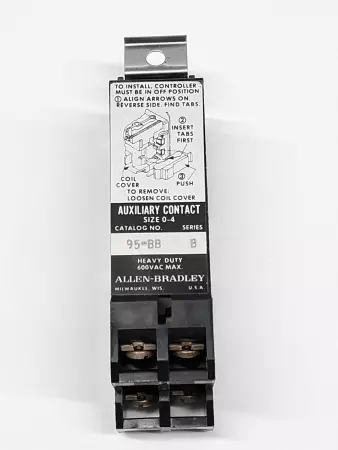 TO INSTALL, CONTROLLER
MUST BE IN OFF POSITION
① ALIGN ARROWS ON
REVERSE SIDE. FIND TABS.
②
INSERT
TABS
FIRST
③
PUSH
COIL
COVER
TO REMOVE:
LOOSEN COIL COVER
AUXILIARY CONTACT
SIZE 0-4
CATALOG NO. SERIES
95-BB B
HEAVY DUTY
600VAC MAX.
ALLEN-BRADLEY
MILWAUKEE, WIS. U.S.A.